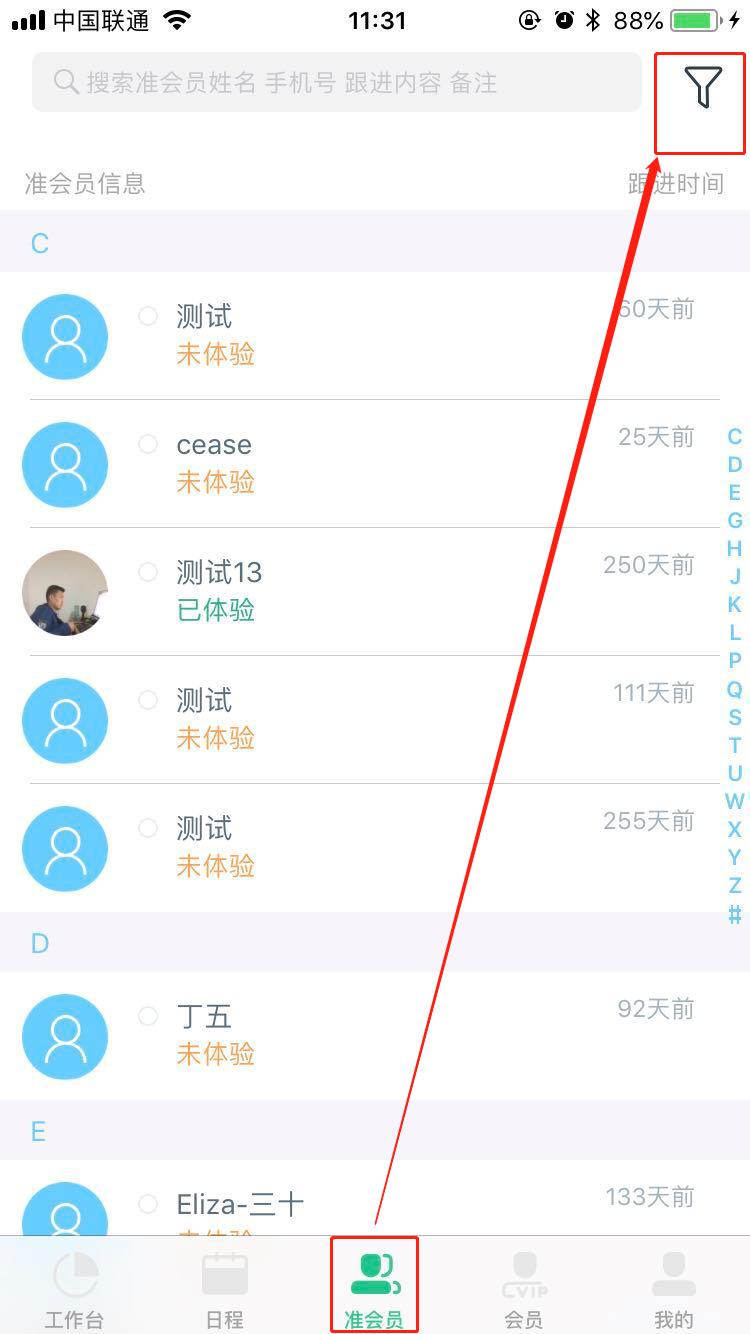 中国联通 11:31 88%
搜索准会员姓名 手机号 跟进内容 备注
准会员信息 跟进时间
C
测试 60天前
未体验
cease 25天前
未体验
测试13 250天前
已体验
测试 111天前
未体验
测试 255天前
未体验
D
丁五 92天前
未体验
E
Eliza-三十 133天前
未体验
C
D
E
G
H
J
K
L
P
Q
S
T
U
W
X
Y
Z
#
CVIP
工作台 日程 准会员 会员 我的